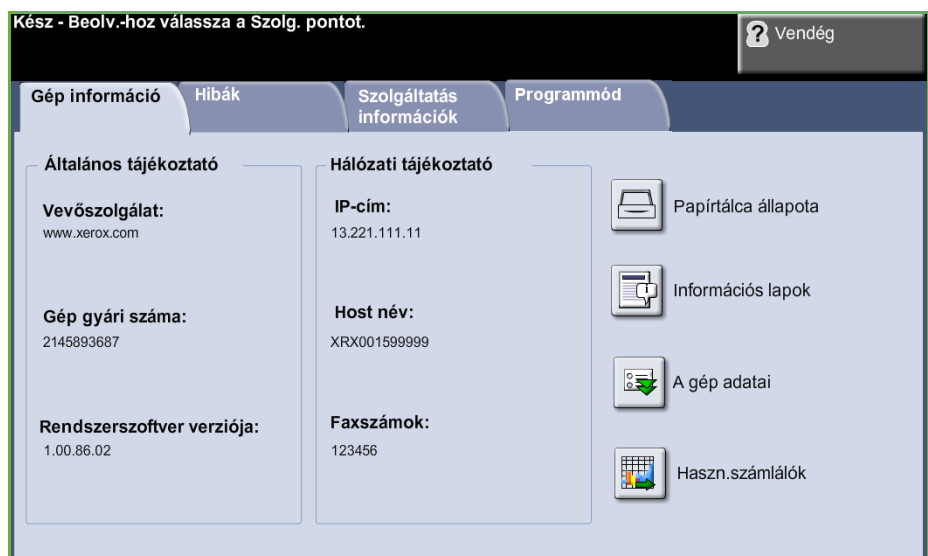 Kész - Beolv.-hoz válassza a Szolg. pontot.
Vendég
Gép információ
Hibák
Szolgáltatás
információk
Programmód
Általános tájékoztató
Vevőszolgálat:
www.xerox.com
Gép gyári száma:
2145893687
Rendszerszoftver verziója:
1.00.86.02
Hálózati tájékoztató
IP-cím:
13.221.111.11
Host név:
XRX001599999
Faxszámok:
123456
Papírtálca állapota
Információs lapok
A gép adatai
Haszn.számlálók